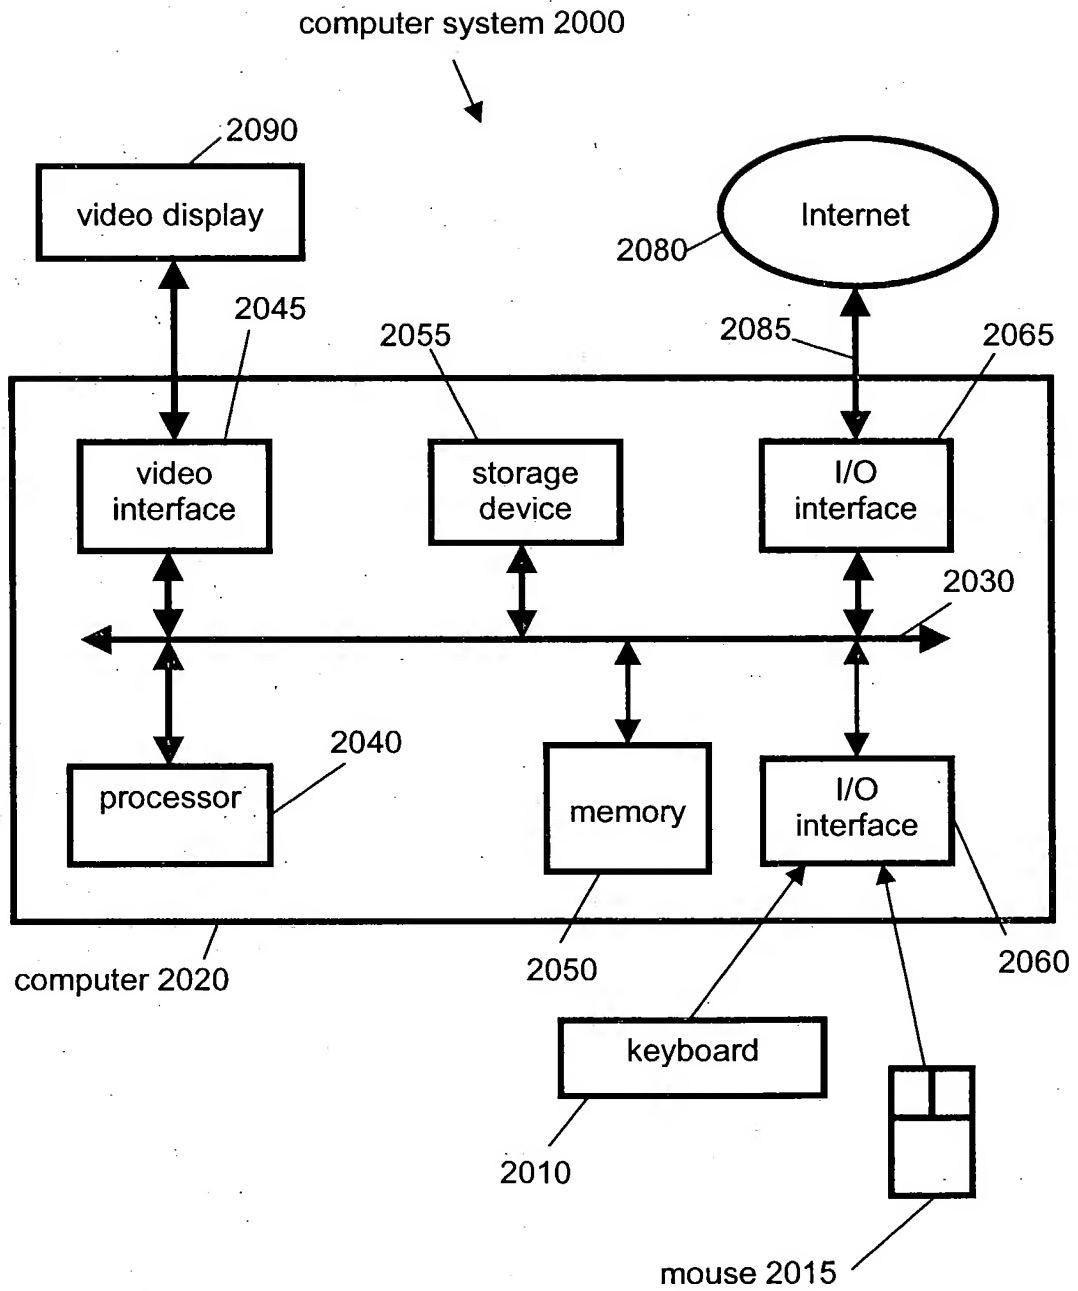 computer system 2000
2090
video display
Internet
2080
2045
2055
2085
2065
video
interface
storage
device
I/O
interface
2030
2040
processor
memory
I/O
interface
computer 2020
2050
2060
keyboard
2010
mouse 2015